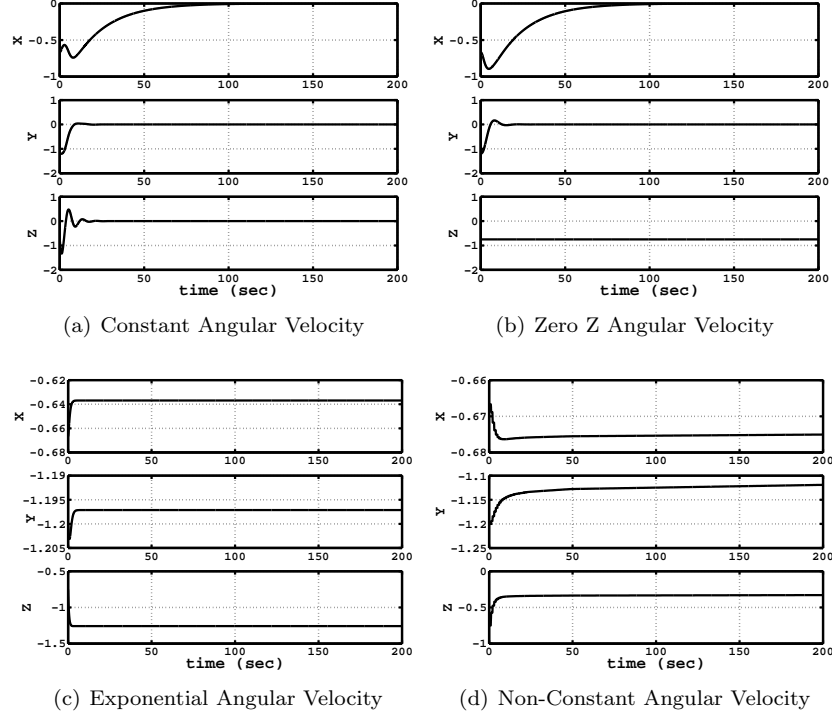 0
−0.5
−1
X
0 50 100 150 200
1
0
−1
−2
Y
0 50 100 150 200
1
0
−1
−2
Z
0 50 100 150 200
time (sec)
(a) Constant Angular Velocity
0
−0.5
−1
X
0 50 100 150 200
1
0
−1
−2
Y
0 50 100 150 200
1
0
−1
−2
Z
0 50 100 150 200
time (sec)
(b) Zero Z Angular Velocity
−0.62
−0.64
−0.66
−0.68
X
0 50 100 150 200
−1.19
−1.195
−1.2
−1.205
Y
0 50 100 150 200
−0.5
−1
−1.5
Z
0 50 100 150 200
time (sec)
(c) Exponential Angular Velocity
−0.66
−0.67
−0.68
X
0 50 100 150 200
−1.1
−1.15
−1.2
−1.25
Y
0 50 100 150 200
0
−0.5
−1
Z
0 50 100 150 200
time (sec)
(d) Non-Constant Angular Velocity